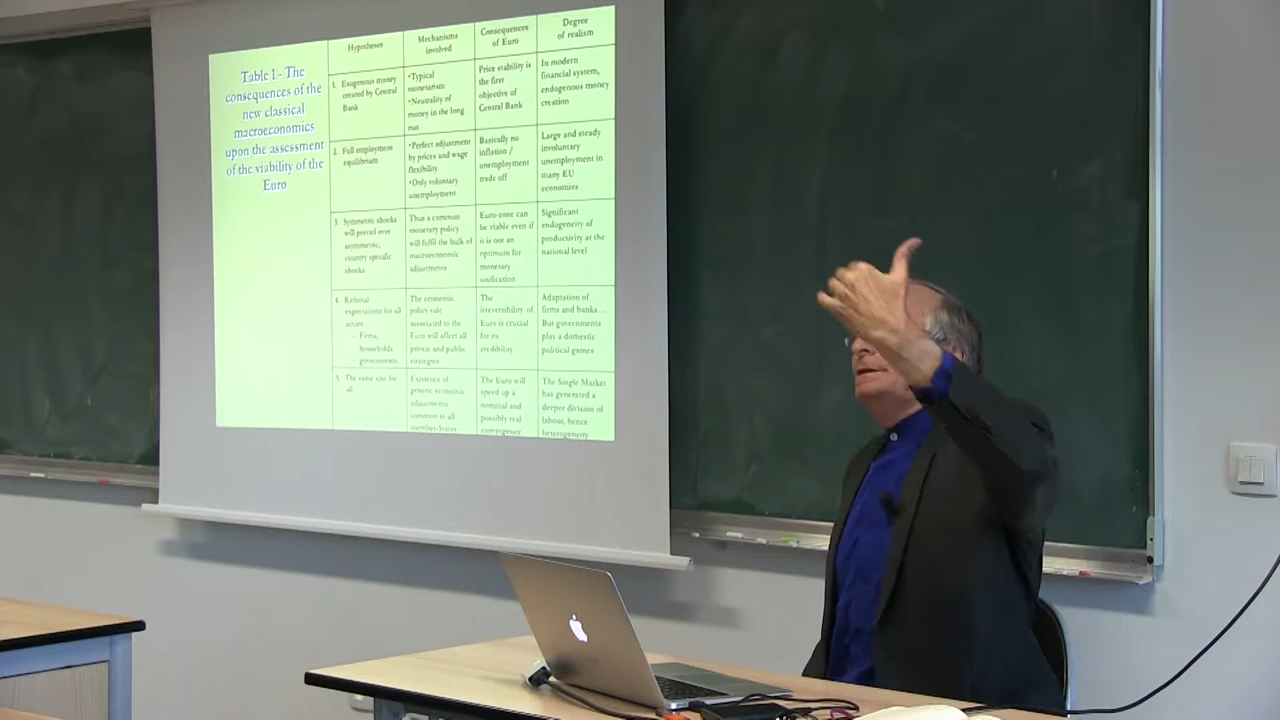 Table 1 - The
consequences of the
new classical
macroeconomics
upon the assessment
of the viability of the
Euro
Hypotheses
Mechanisms
involved
Consequences
of Euro
Degree
of realism
1. Exogenous money
created by Central
Bank
•Typical
monetarism
•Neutrality of
money in the long
run
Price stability is
the first
objective of
Central Bank
In modern
financial system,
endogenous money
creation
2. Full employment
equilibrium
•Perfect adjustment
by prices and wage
flexibility
•Only voluntary
unemployment
Basically no
inflation /
unemployment
trade off
Large and steady
involuntary
unemployment in
many EU
economies
3. Symmetric shocks
will prevail over
asymmetric,
country specific
shocks
Thus a common
monetary policy
will fulfil the bulk of
macroeconomic
adjustments
Euro-zone can
be viable even if
it is not an
optimum for
monetary
unification
Significant
endogeneity of
productivity at the
national level
4. Rational
expectations for all
actors
- Firms,
households
governments
The economic
policy rule
associated to the
Euro will affect all
private and public
strategies
The
irreversibility of
Euro is crucial
for its
credibility
Adaptation of
firms and banks...
But governments
play a domestic
political games
5. The same size for
all
Existence of
generic economic
adjustments
common to all
member-States
The Euro will
speed up a
nominal and
possibly real
convergence
The Single Market
has generated a
deeper division of
labour, hence
heterogeneity